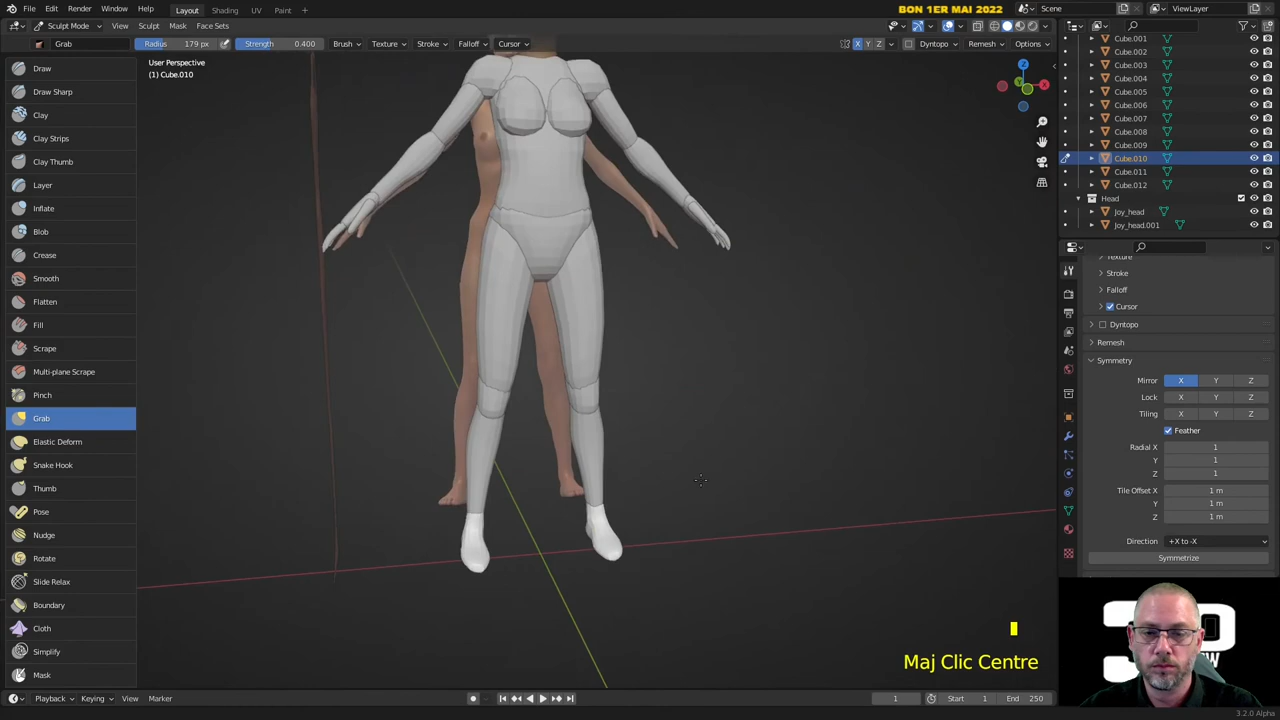 File Edit Render Window Help Layout Shading UV Paint BON 1ER MAI 2022 Scene ViewLayer
Sculpt Mode View Sculpt Mask Face Sets
Grab Radius 179 px Strength 0.400 Brush Texture Stroke Falloff Cursor X Y Z Dyntopo Remesh Options
User Perspective
(1) Cube.010
Draw
Draw Sharp
Clay
Clay Strips
Clay Thumb
Layer
Inflate
Blob
Crease
Smooth
Flatten
Fill
Scrape
Multi-plane Scrape
Pinch
Grab
Elastic Deform
Snake Hook
Thumb
Pose
Nudge
Rotate
Slide Relax
Boundary
Cloth
Simplify
Mask
Z
X
Y
Cube.001
Cube.002
Cube.003
Cube.004
Cube.005
Cube.006
Cube.007
Cube.008
Cube.009
Cube.010
Cube.011
Cube.012
Head
Joy_head
Joy_head.001
Texture
Stroke
Falloff
Cursor
Dyntopo
Remesh
Symmetry
Mirror X Y Z
Lock X Y Z
Tiling X Y Z
Feather
Radial X 1
Y 1
Z 1
Tile Offset X 1 m
Y 1 m
Z 1 m
Direction +X to -X
Symmetrize
Maj Clic Centre
Playback Keying View Marker 1 Start 1 End 250
3.2.0 Alpha